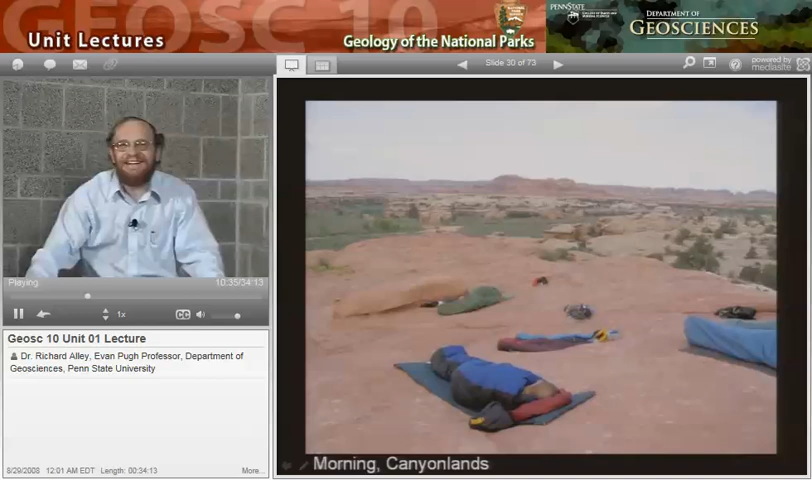 GEOSC 10
Unit Lectures
Geology of the National Parks
NATIONAL PARK SERVICE
PENNSTATE
DEPARTMENT OF
GEOSCIENCES
Slide 30 of 73
powered by
mediasite
Playing:
10:35/34:13
1x
CC
Geosc 10 Unit 01 Lecture
Dr. Richard Alley, Evan Pugh Professor, Department of
Geosciences, Penn State University
8/29/2008
12:01 AM EDT
Length: 00:34:13
More...
Morning, Canyonlands